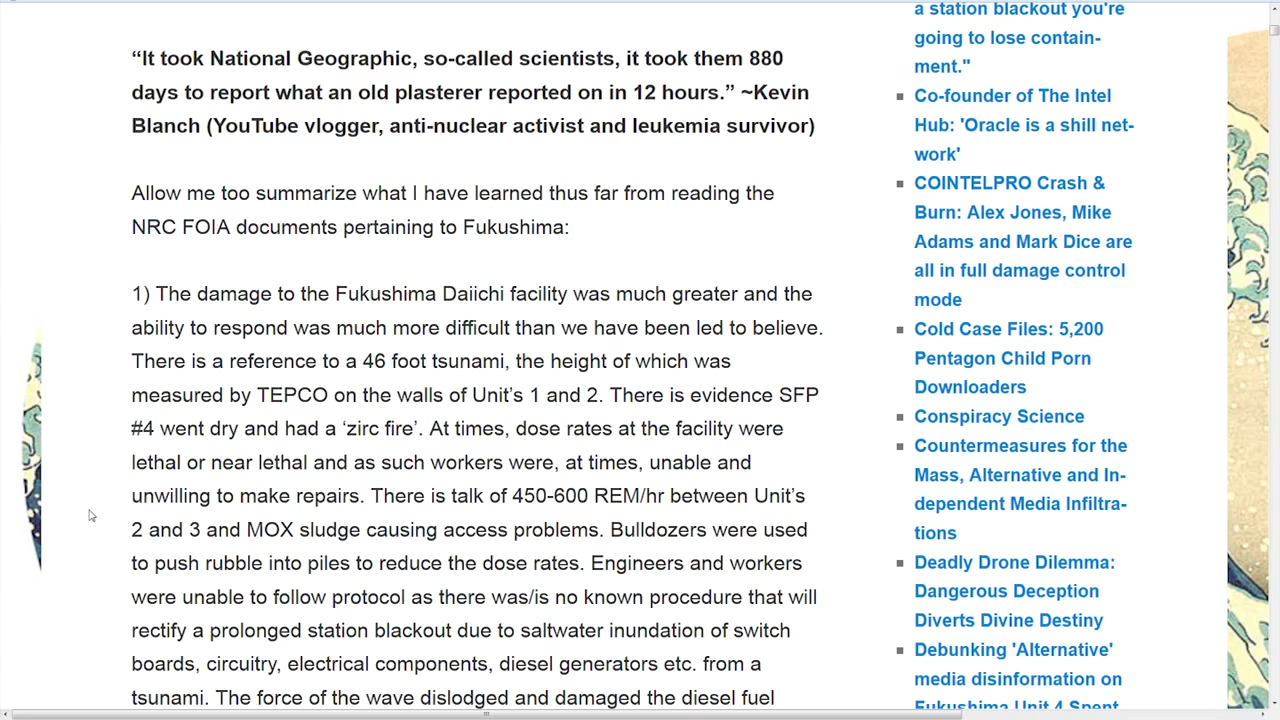 “It took National Geographic, so-called scientists, it took them 880
days to report what an old plasterer reported on in 12 hours.” ~Kevin
Blanch (YouTube vlogger, anti-nuclear activist and leukemia survivor)
Allow me too summarize what I have learned thus far from reading the
NRC FOIA documents pertaining to Fukushima:
1) The damage to the Fukushima Daiichi facility was much greater and the
ability to respond was much more difficult than we have been led to believe.
There is a reference to a 46 foot tsunami, the height of which was
measured by TEPCO on the walls of Unit’s 1 and 2. There is evidence SFP
#4 went dry and had a ‘zirc fire’. At times, dose rates at the facility were
lethal or near lethal and as such workers were, at times, unable and
unwilling to make repairs. There is talk of 450-600 REM/hr between Unit’s
2 and 3 and MOX sludge causing access problems. Bulldozers were used
to push rubble into piles to reduce the dose rates. Engineers and workers
were unable to follow protocol as there was/is no known procedure that will
rectify a prolonged station blackout due to saltwater inundation of switch
boards, circuitry, electrical components, diesel generators etc. from a
tsunami. The force of the wave dislodged and damaged the diesel fuel
a station blackout you're
going to lose contain-
ment."
Co-founder of The Intel
Hub: 'Oracle is a shill net-
work'
COINTELPRO Crash &
Burn: Alex Jones, Mike
Adams and Mark Dice are
all in full damage control
mode
Cold Case Files: 5,200
Pentagon Child Porn
Downloaders
Conspiracy Science
Countermeasures for the
Mass, Alternative and In-
dependent Media Infiltra-
tions
Deadly Drone Dilemma:
Dangerous Deception
Diverts Divine Destiny
Debunking 'Alternative'
media disinformation on
Fukushima Unit 4 Spent